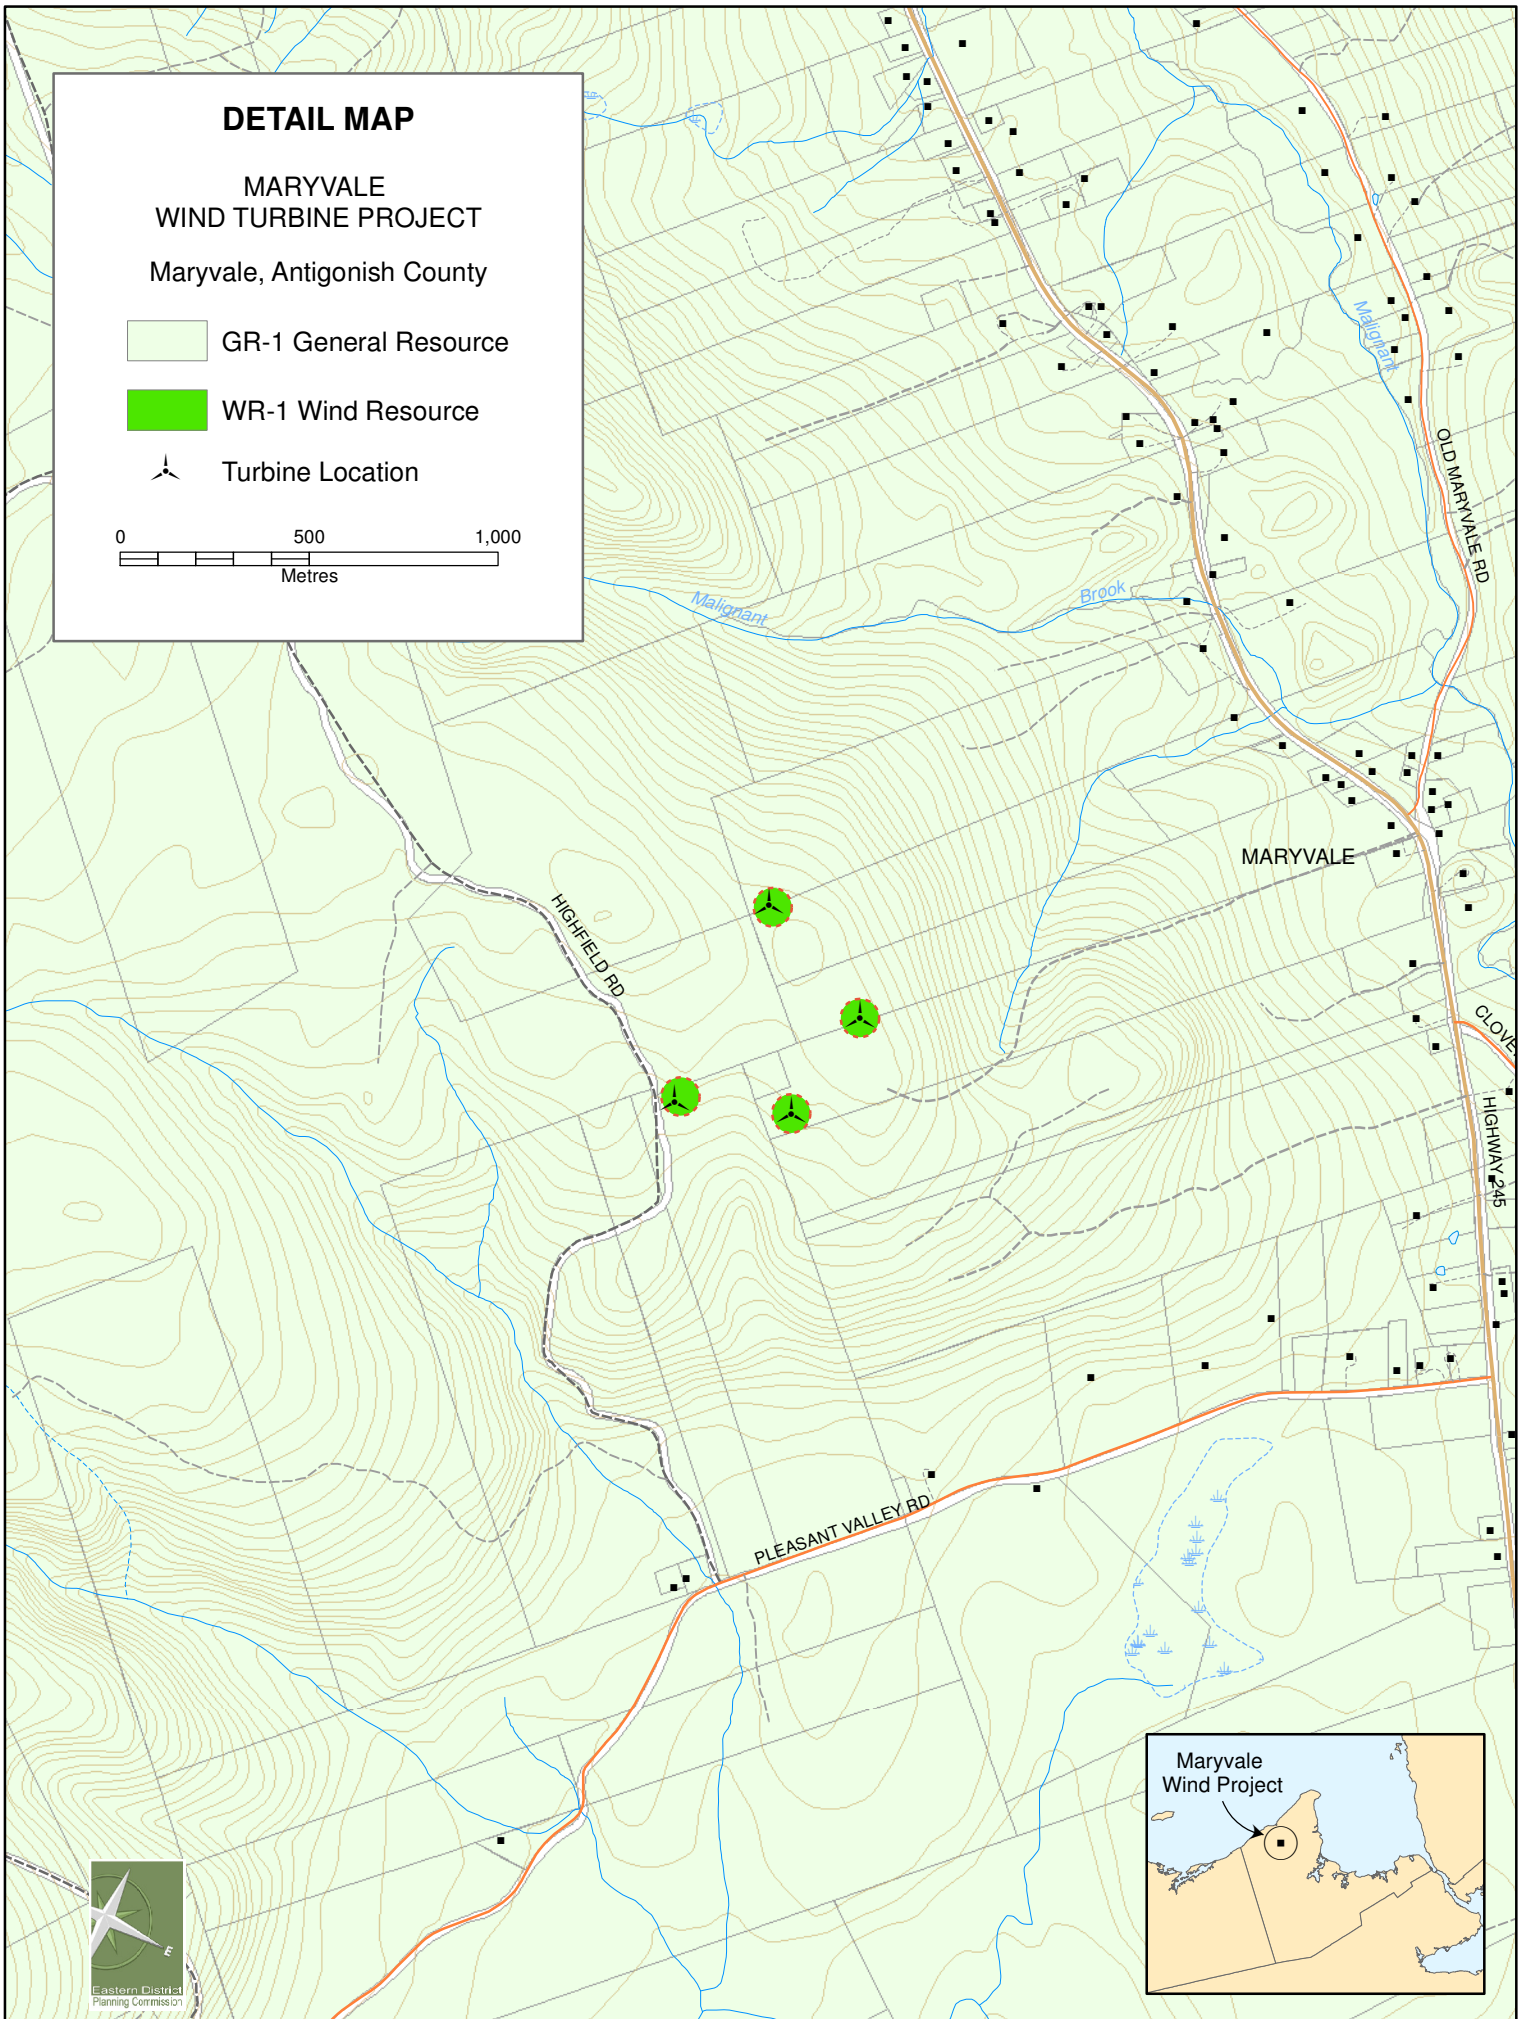 DETAIL MAP
MARYVALE
WIND TURBINE PROJECT
Maryvale, Antigonish County
GR-1 General Resource
WR-1 Wind Resource
Turbine Location
0 500 1,000
Metres
Malignant
OLD MARYVALE RD
Malignant
Brook
MARYVALE
HIGHFIELD RD
CLOVE
HIGHWAY 245
PLEASANT VALLEY RD
Maryvale
Wind Project
E
Eastern District
Planning Commission